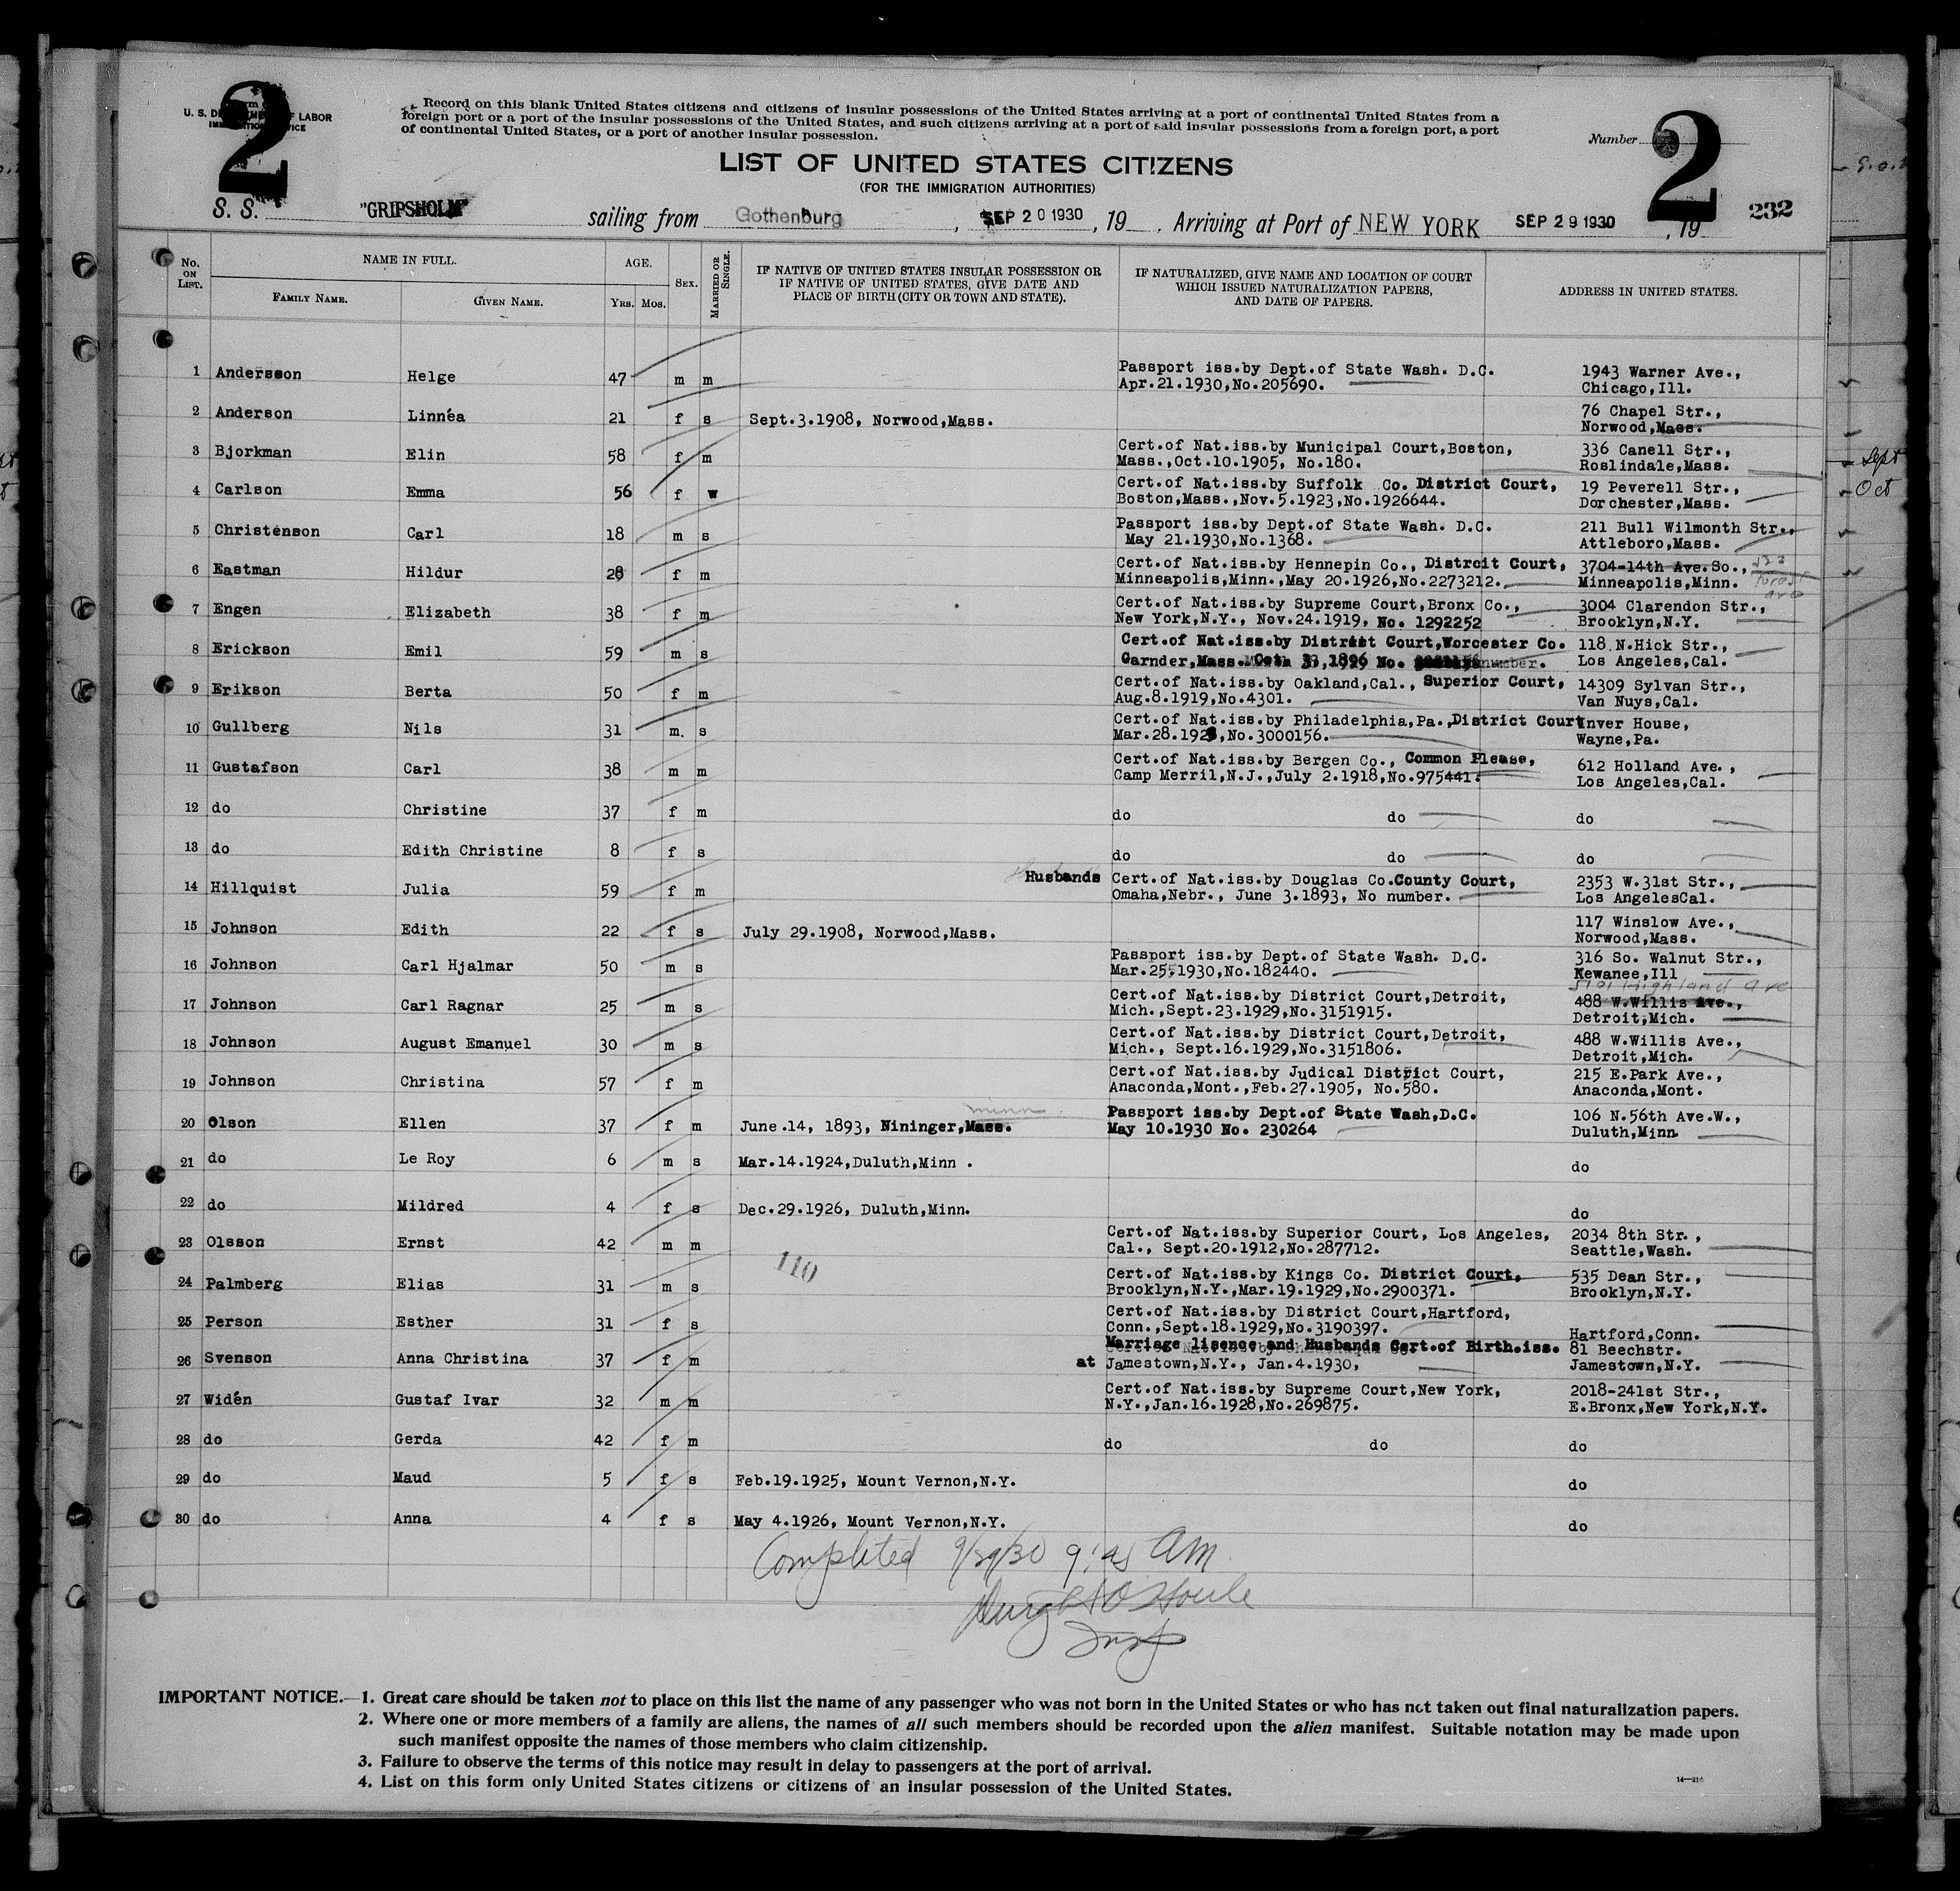 2
U. S. DEPARTMENT OF LABOR
IMMIGRATION SERVICE
Record on this blank United States citizens and citizens of insular possessions of the United States arriving at a port of continental United States from a
foreign port or a port of the insular possessions of the United States, and such citizens arriving at a port of said insular possessions from a foreign port, a port
of continental United States, or a port of another insular possession.
Number 2
LIST OF UNITED STATES CITIZENS
(FOR THE IMMIGRATION AUTHORITIES)
232
S. S. "GRIPSHOLM" sailing from Gothenburg, SEP 20 1930, 19 . Arriving at Port of NEW YORK SEP 29 1930, 19
No. ON LIST. NAME IN FULL. FAMILY NAME. GIVEN NAME. AGE. YRS. MOS. SEX. MARRIED OR SINGLE.
IF NATIVE OF UNITED STATES INSULAR POSSESSION OR
IF NATIVE OF UNITED STATES, GIVE DATE AND
PLACE OF BIRTH (CITY OR TOWN AND STATE).
IF NATURALIZED, GIVE NAME AND LOCATION OF COURT
WHICH ISSUED NATURALIZATION PAPERS,
AND DATE OF PAPERS.
ADDRESS IN UNITED STATES.
1 Andersson Helge 47 m m Passport iss.by Dept.of State Wash. D.C. 1943 Warner Ave.,
Apr.21.1930,No.205690. Chicago,Ill.
2 Anderson Linnéa 21 f s Sept.3.1908, Norwood,Mass. 76 Chapel Str.,
Norwood,Mass.
3 Bjorkman Elin 58 f m Cert.of Nat.iss.by Municipal Court,Boston, 336 Canell Str.,
Mass.,Oct.10.1905, No.180. Roslindale,Mass.
Sept
4 Carlson Emma 56 f w Cert.of Nat.iss.by Suffolk Co. District Court, 19 Peverell Str.,
Boston,Mass.,Nov.5.1923,No.1926644. Dorchester,Mass.
Oct
5 Christenson Carl 18 m s Passport iss.by Dept.of State Wash. D.C. 211 Bull Wilmonth Str.,
May 21.1930,No.1368. Attleboro,Mass.
6 Eastman Hildur 28 f m Cert.of Nat.iss.by Hennepin Co., Distrcit Court, 3704-14th Ave.So.,
Minneapolis,Minn.,May 20.1926,No.2273212. Minneapolis,Minn.
7 Engen Elizabeth 38 f m Cert.of Nat.iss.by Supreme Court,Bronx Co., 3004 Clarendon Str.,
New York,N.Y., Nov.24.1919, No. 1292252 Brooklyn,N.Y.
8 Erickson Emil 59 m s Cert.of Nat.iss.by District Court,Worcester Co. 118 N.Hick Str.,
Garnder,Mass. Oct. 3,1896 No. number. Los Angeles,Cal.
9 Erikson Berta 50 f m Cert.of Nat.iss.by Oakland,Cal., Superior Court, 14309 Sylvan Str.,
Aug.8.1919,No.4301. Van Nuys,Cal.
10 Gullberg Nils 31 m. s Cert.of Nat.iss.by Philadelphia,Pa.,District Court Inver House,
Mar.28.1928,No.3000156. Wayne,Pa.
11 Gustafson Carl 38 m m Cert.of Nat.iss.by Bergen Co., Common Please, 612 Holland Ave.,
Camp Merril,N.J.,July 2.1918,No.975441. Los Angeles,Cal.
12 do Christine 37 f m do do do
13 do Edith Christine 8 f s do do do
14 Hillquist Julia 59 f m Husbands Cert.of Nat.iss.by Douglas Co.County Court, 2353 W.31st Str.,
Omaha,Nebr., June 3.1893, No number. Los AngelesCal.
15 Johnson Edith 22 f s July 29.1908, Norwood,Mass. 117 Winslow Ave.,
Norwood,Mass.
16 Johnson Carl Hjalmar 50 m s Passport iss.by Dept.of State Wash. D.C. 316 So. Walnut Str.,
Mar.25,1930,No.182440. Kewanee,Ill
5101 Highland Ave
17 Johnson Carl Ragnar 25 m s Cert.of Nat.iss.by District Court,Detroit, 488 W.Willis Ave.,
Mich.,Sept.23.1929,No.3151915. Detroit,Mich.
18 Johnson August Emanuel 30 m s Cert.of Nat.iss.by District Court,Detroit, 488 W.Willis Ave.,
Mich., Sept.16.1929,No.3151806. Detroit,Mich.
19 Johnson Christina 57 f m Cert.of Nat.iss.by Judical District Court, 215 E.Park Ave.,
Anaconda,Mont.,Feb.27.1905, No.580. Anaconda,Mont.
minn
20 Olson Ellen 37 f m June.14, 1893, Nininger,Mass. Passport iss.by Dept.of State Wash,D.C. 106 N.56th Ave.W.,
May 10.1930 No. 230264 Duluth,Minn.
21 do Le Roy 6 m s Mar.14.1924,Duluth,Minn . do
22 do Mildred 4 f s Dec.29.1926, Duluth,Minn. do
23 Olsson Ernst 42 m m Cert.of Nat.iss.by Superior Court, Los Angeles, 2034 8th Str.,
Cal., Sept.20.1912,No.287712. Seattle,Wash.
110
24 Palmberg Elias 31 m s Cert.of Nat.iss.by Kings Co. District Court, 535 Dean Str.,
Brooklyn,N.Y.,Mar.19.1929,No.2900371. Brooklyn,N.Y.
25 Person Esther 31 f s Cert.of Nat.iss.by District Court,Hartford,
Conn.,Sept.18.1929,No.3190397. Hartford,Conn.
26 Svenson Anna Christina 37 f m Marriage lisence and Husbands Cert.of Birth.iss. 81 Beechstr.
at Jamestown,N.Y., Jan.4.1930, Jamestown,N.Y.
27 Widén Gustaf Ivar 32 m m Cert.of Nat.iss.by Supreme Court,New York, 2018-241st Str.,
N.Y.,Jan.16.1928,No.269875. E.Bronx,New York,N.Y.
28 do Gerda 42 f m do do do
29 do Maud 5 f s Feb.19.1925, Mount Vernon,N.Y. do
30 do Anna 4 f s May 4.1926, Mount Vernon,N.Y. do
Completed 9/29/30 9:45 AM
Insp
IMPORTANT NOTICE.—1. Great care should be taken not to place on this list the name of any passenger who was not born in the United States or who has not taken out final naturalization papers.
2. Where one or more members of a family are aliens, the names of all such members should be recorded upon the alien manifest. Suitable notation may be made upon
such manifest opposite the names of those members who claim citizenship.
3. Failure to observe the terms of this notice may result in delay to passengers at the port of arrival.
4. List on this form only United States citizens or citizens of an insular possession of the United States.